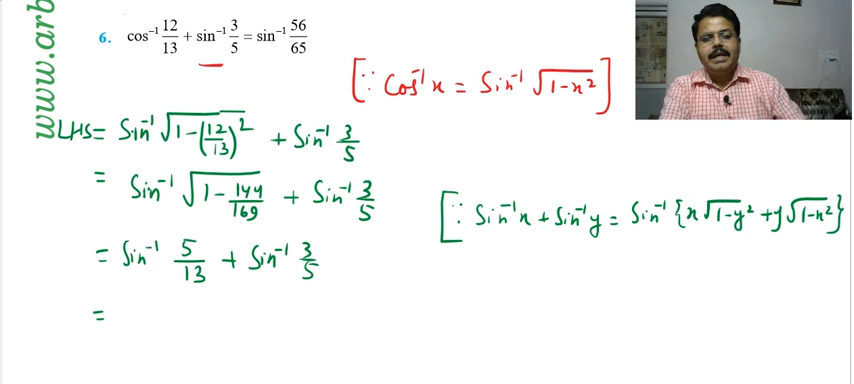 www.arb
6. cos⁻¹ 12/13 + sin⁻¹ 3/5 = sin⁻¹ 56/65
[∵ Cos⁻¹x = Sin⁻¹ √(1-x²)]
LHS = Sin⁻¹ √(1-(12/13)²) + Sin⁻¹ 3/5
= Sin⁻¹ √(1-144/169) + Sin⁻¹ 3/5
[∵ Sin⁻¹x + Sin⁻¹y = Sin⁻¹ {x√(1-y²) + y√(1-x²)}
= Sin⁻¹ 5/13 + Sin⁻¹ 3/5
=